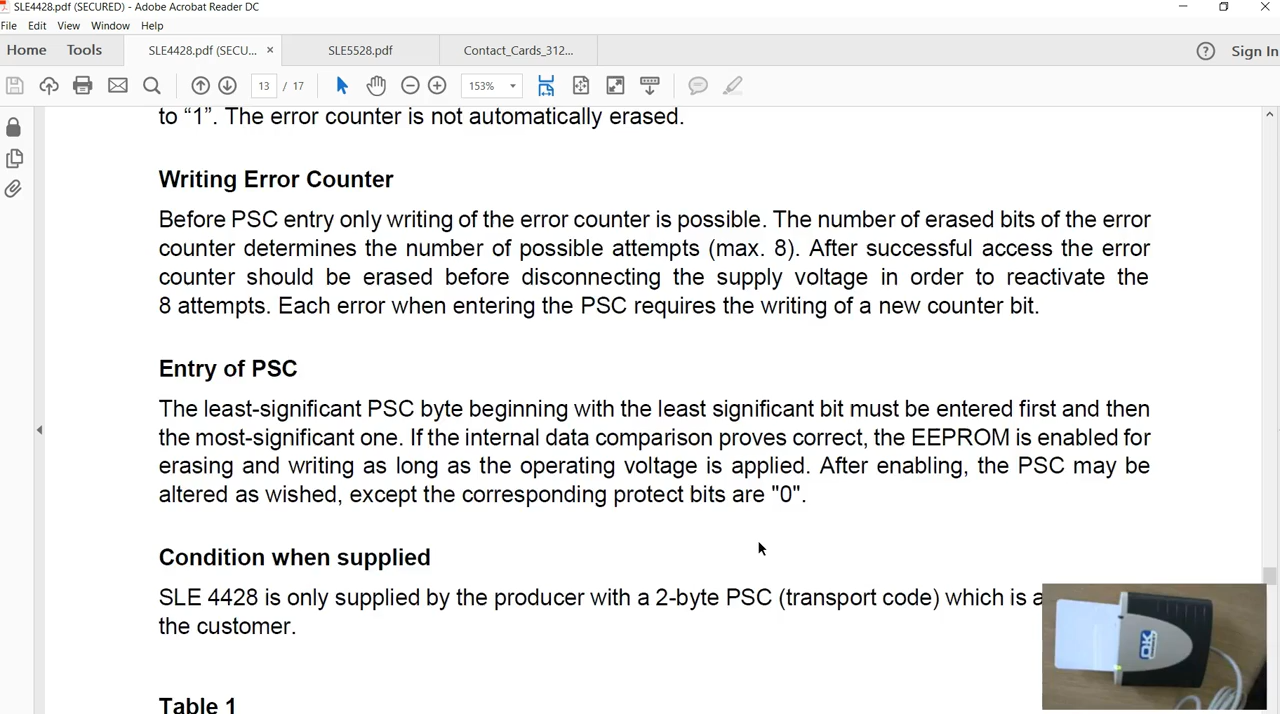 SLE4428.pdf (SECURED) - Adobe Acrobat Reader DC
File Edit View Window Help
Home Tools SLE4428.pdf (SECU... × SLE5528.pdf Contact_Cards_312... Sign In
13 / 17 153%
to “1”. The error counter is not automatically erased.
Writing Error Counter
Before PSC entry only writing of the error counter is possible. The number of erased bits of the error
counter determines the number of possible attempts (max. 8). After successful access the error
counter should be erased before disconnecting the supply voltage in order to reactivate the
8 attempts. Each error when entering the PSC requires the writing of a new counter bit.
Entry of PSC
The least-significant PSC byte beginning with the least significant bit must be entered first and then
the most-significant one. If the internal data comparison proves correct, the EEPROM is enabled for
erasing and writing as long as the operating voltage is applied. After enabling, the PSC may be
altered as wished, except the corresponding protect bits are "0".
Condition when supplied
SLE 4428 is only supplied by the producer with a 2-byte PSC (transport code) which is a
the customer.
Table 1
OK